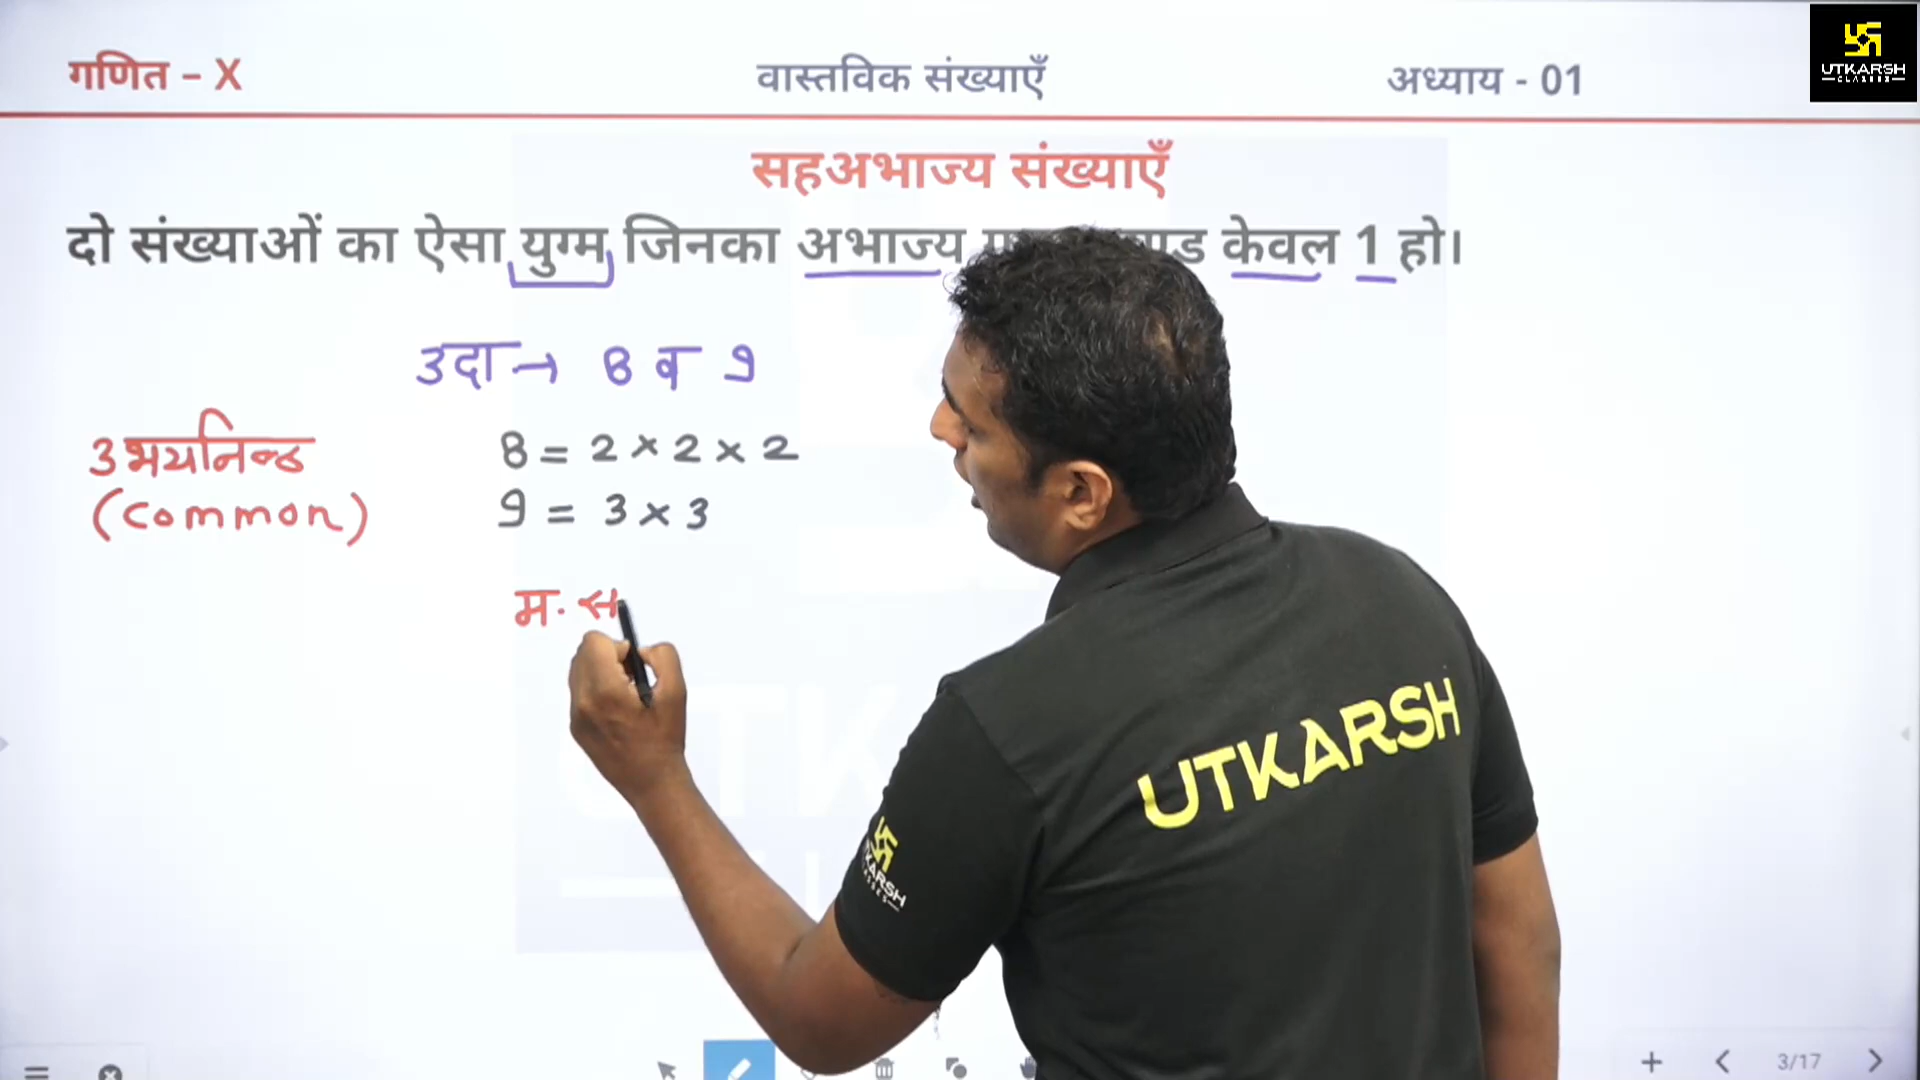 गणित – X
वास्तविक संख्याएँ
अध्याय - 01
UTKARSH
CLASSES
सहअभाज्य संख्याएँ
दो संख्याओं का ऐसा युग्म जिनका अभाज्य केवल 1 हो।
उदा → 8 व 9
उभयनिष्ठ
(Common)
8 = 2 × 2 × 2
9 = 3 × 3
म. स
UTKARSH
3/17